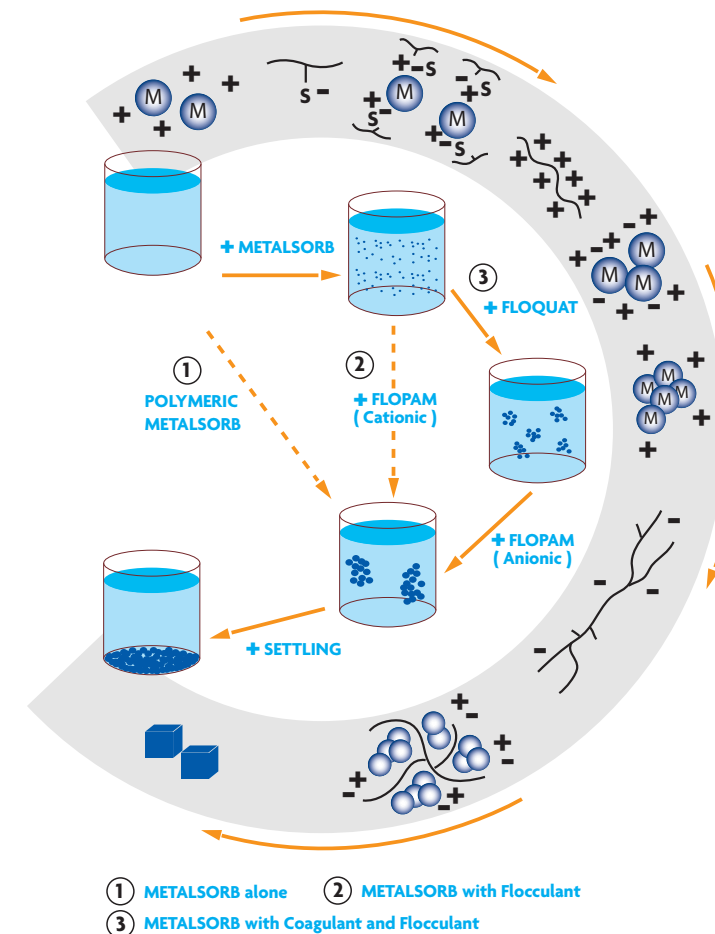 M
M
S
S
M
S
S
M
S
+ METALSORB
3
+ FLOQUAT
M
M
M
1
POLYMERIC
METALSORB
2
+ FLOPAM
( Cationic )
M
M
M
M
M
+ FLOPAM
( Anionic )
+ SETTLING
1 METALSORB alone
2 METALSORB with Flocculant
3 METALSORB with Coagulant and Flocculant